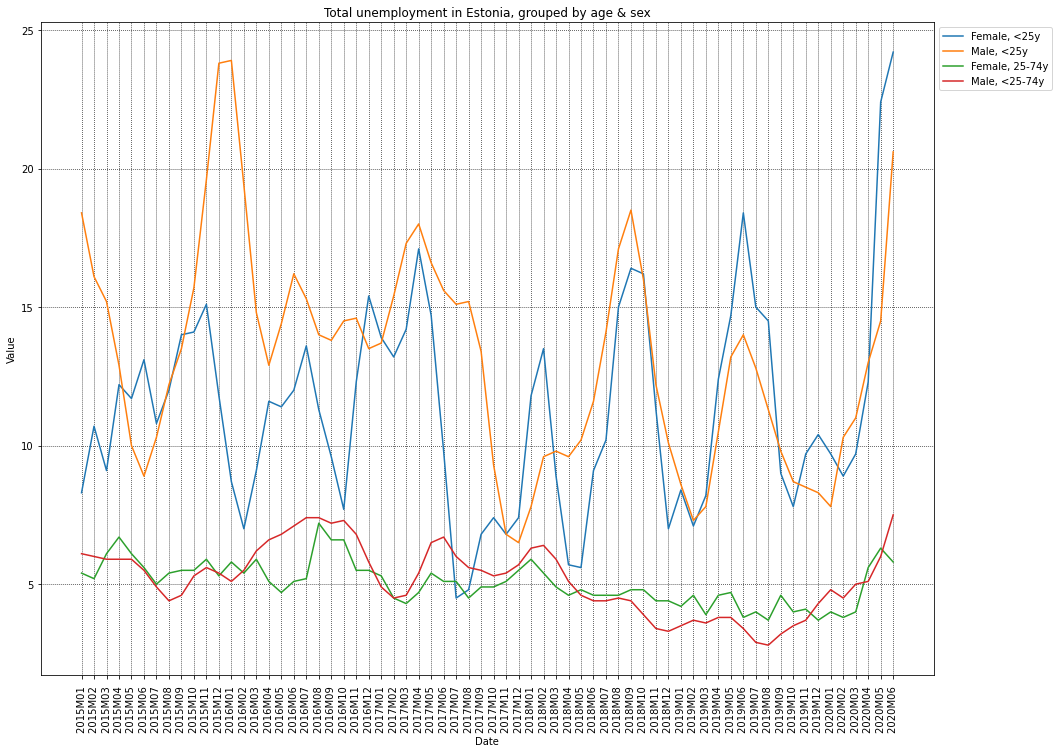 Total unemployment in Estonia, grouped by age & sex
Female, <25y
Male, <25y
Female, 25-74y
Male, <25-74y
25
20
15
10
5
Value
2015M01
2015M02
2015M03
2015M04
2015M05
2015M06
2015M07
2015M08
2015M09
2015M10
2015M11
2015M12
2016M01
2016M02
2016M03
2016M04
2016M05
2016M06
2016M07
2016M08
2016M09
2016M10
2016M11
2016M12
2017M01
2017M02
2017M03
2017M04
2017M05
2017M06
2017M07
2017M08
2017M09
2017M10
2017M11
2017M12
2018M01
2018M02
2018M03
2018M04
2018M05
2018M06
2018M07
2018M08
2018M09
2018M10
2018M11
2018M12
2019M01
2019M02
2019M03
2019M04
2019M05
2019M06
2019M07
2019M08
2019M09
2019M10
2019M11
2019M12
2020M01
2020M02
2020M03
2020M04
2020M05
2020M06
Date